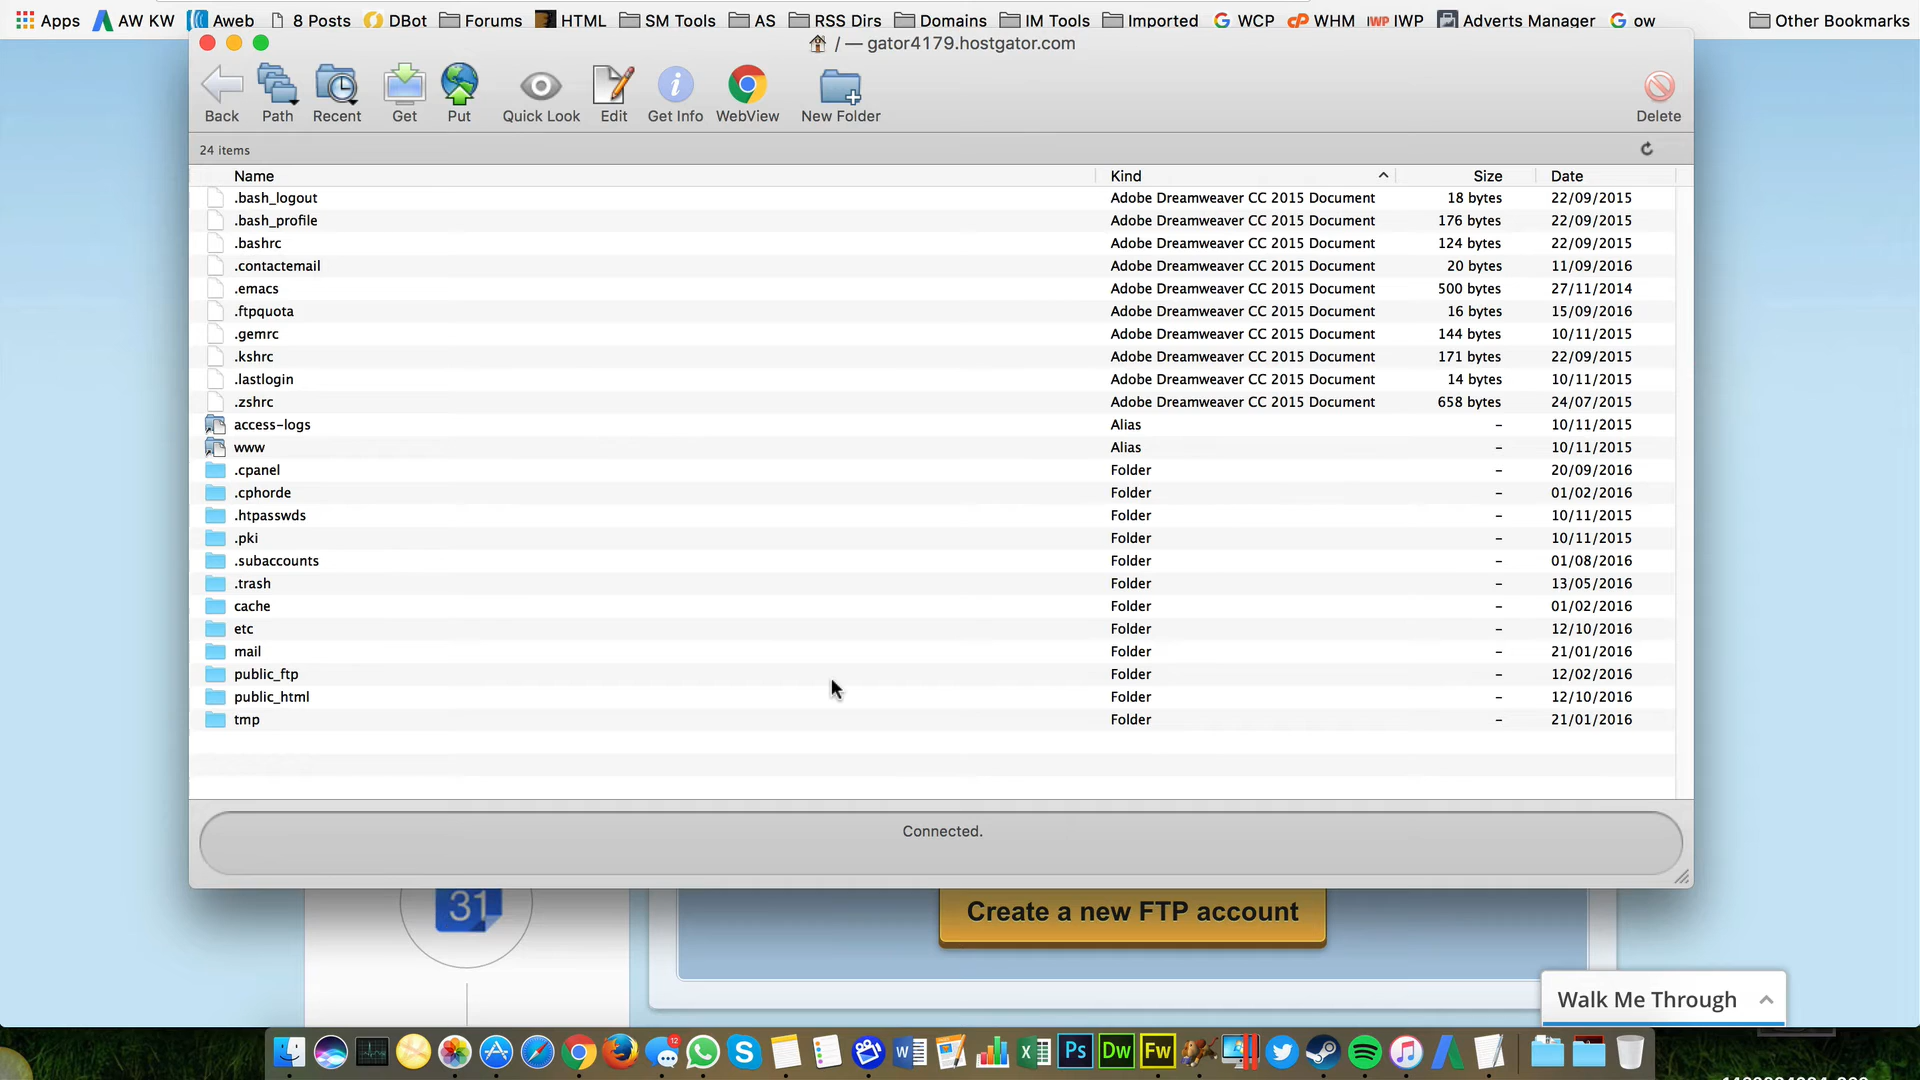 Apps AW KW Aweb 8 Posts DBot Forums HTML SM Tools AS RSS Dirs Domains IM Tools Imported WCP WHM IWP IWP Adverts Manager ow Other Bookmarks
/ — gator4179.hostgator.com
Back Path Recent Get Put Quick Look Edit Get Info WebView New Folder Delete
24 items
Name Kind Size Date
.bash_logout Adobe Dreamweaver CC 2015 Document 18 bytes 22/09/2015
.bash_profile Adobe Dreamweaver CC 2015 Document 176 bytes 22/09/2015
.bashrc Adobe Dreamweaver CC 2015 Document 124 bytes 22/09/2015
.contactemail Adobe Dreamweaver CC 2015 Document 20 bytes 11/09/2016
.emacs Adobe Dreamweaver CC 2015 Document 500 bytes 27/11/2014
.ftpquota Adobe Dreamweaver CC 2015 Document 16 bytes 15/09/2016
.gemrc Adobe Dreamweaver CC 2015 Document 144 bytes 10/11/2015
.kshrc Adobe Dreamweaver CC 2015 Document 171 bytes 22/09/2015
.lastlogin Adobe Dreamweaver CC 2015 Document 14 bytes 10/11/2015
.zshrc Adobe Dreamweaver CC 2015 Document 658 bytes 24/07/2015
access-logs Alias – 10/11/2015
www Alias – 10/11/2015
.cpanel Folder – 20/09/2016
.cphorde Folder – 01/02/2016
.htpasswds Folder – 10/11/2015
.pki Folder – 10/11/2015
.subaccounts Folder – 01/08/2016
.trash Folder – 13/05/2016
cache Folder – 01/02/2016
etc Folder – 12/10/2016
mail Folder – 21/01/2016
public_ftp Folder – 12/02/2016
public_html Folder – 12/10/2016
tmp Folder – 21/01/2016
Connected.
31
Create a new FTP account
Walk Me Through
12
Ps Dw Fw